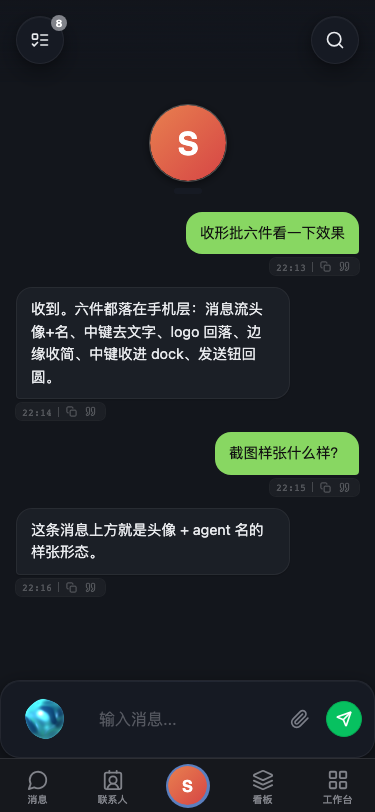 8
S
收形批六件看一下效果
22:13
收到。六件都落在手机层：消息流头
像+名、中键去文字、logo 回落、边
缘收简、中键收进 dock、发送钮回
圆。
22:14
截图样张什么样？
22:15
这条消息上方就是头像 + agent 名的
样张形态。
22:16
输入消息...
消息
联系人
S
看板
工作台